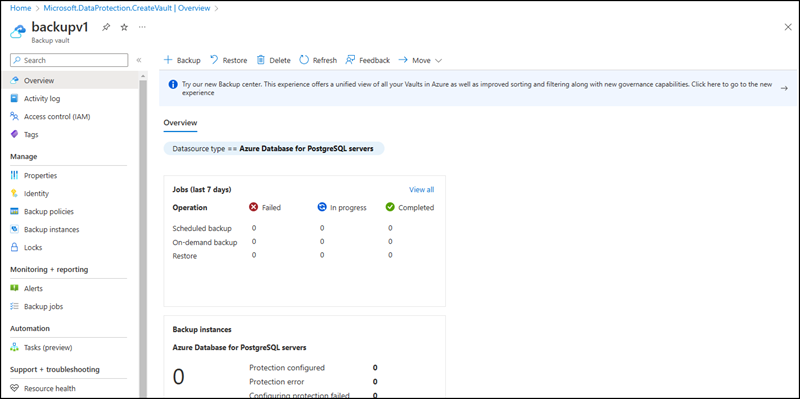 Home > Microsoft.DataProtection.CreateVault | Overview >
backupv1
Backup vault
Search
Overview
Activity log
Access control (IAM)
Tags
Manage
Properties
Identity
Backup policies
Backup instances
Locks
Monitoring + reporting
Alerts
Backup jobs
Automation
Tasks (preview)
Support + troubleshooting
Resource health
+ Backup Restore Delete Refresh Feedback Move
Try our new Backup center. This experience offers a unified view of all your Vaults in Azure as well as improved sorting and filtering along with new governance capabilities. Click here to go to the new
experience
Overview
Datasource type == Azure Database for PostgreSQL servers
Jobs (last 7 days) View all
Operation Failed In progress Completed
Scheduled backup 0 0 0
On-demand backup 0 0 0
Restore 0 0 0
Backup instances
Azure Database for PostgreSQL servers
0
Protection configured 0
Protection error 0
Configuring protection failed 0